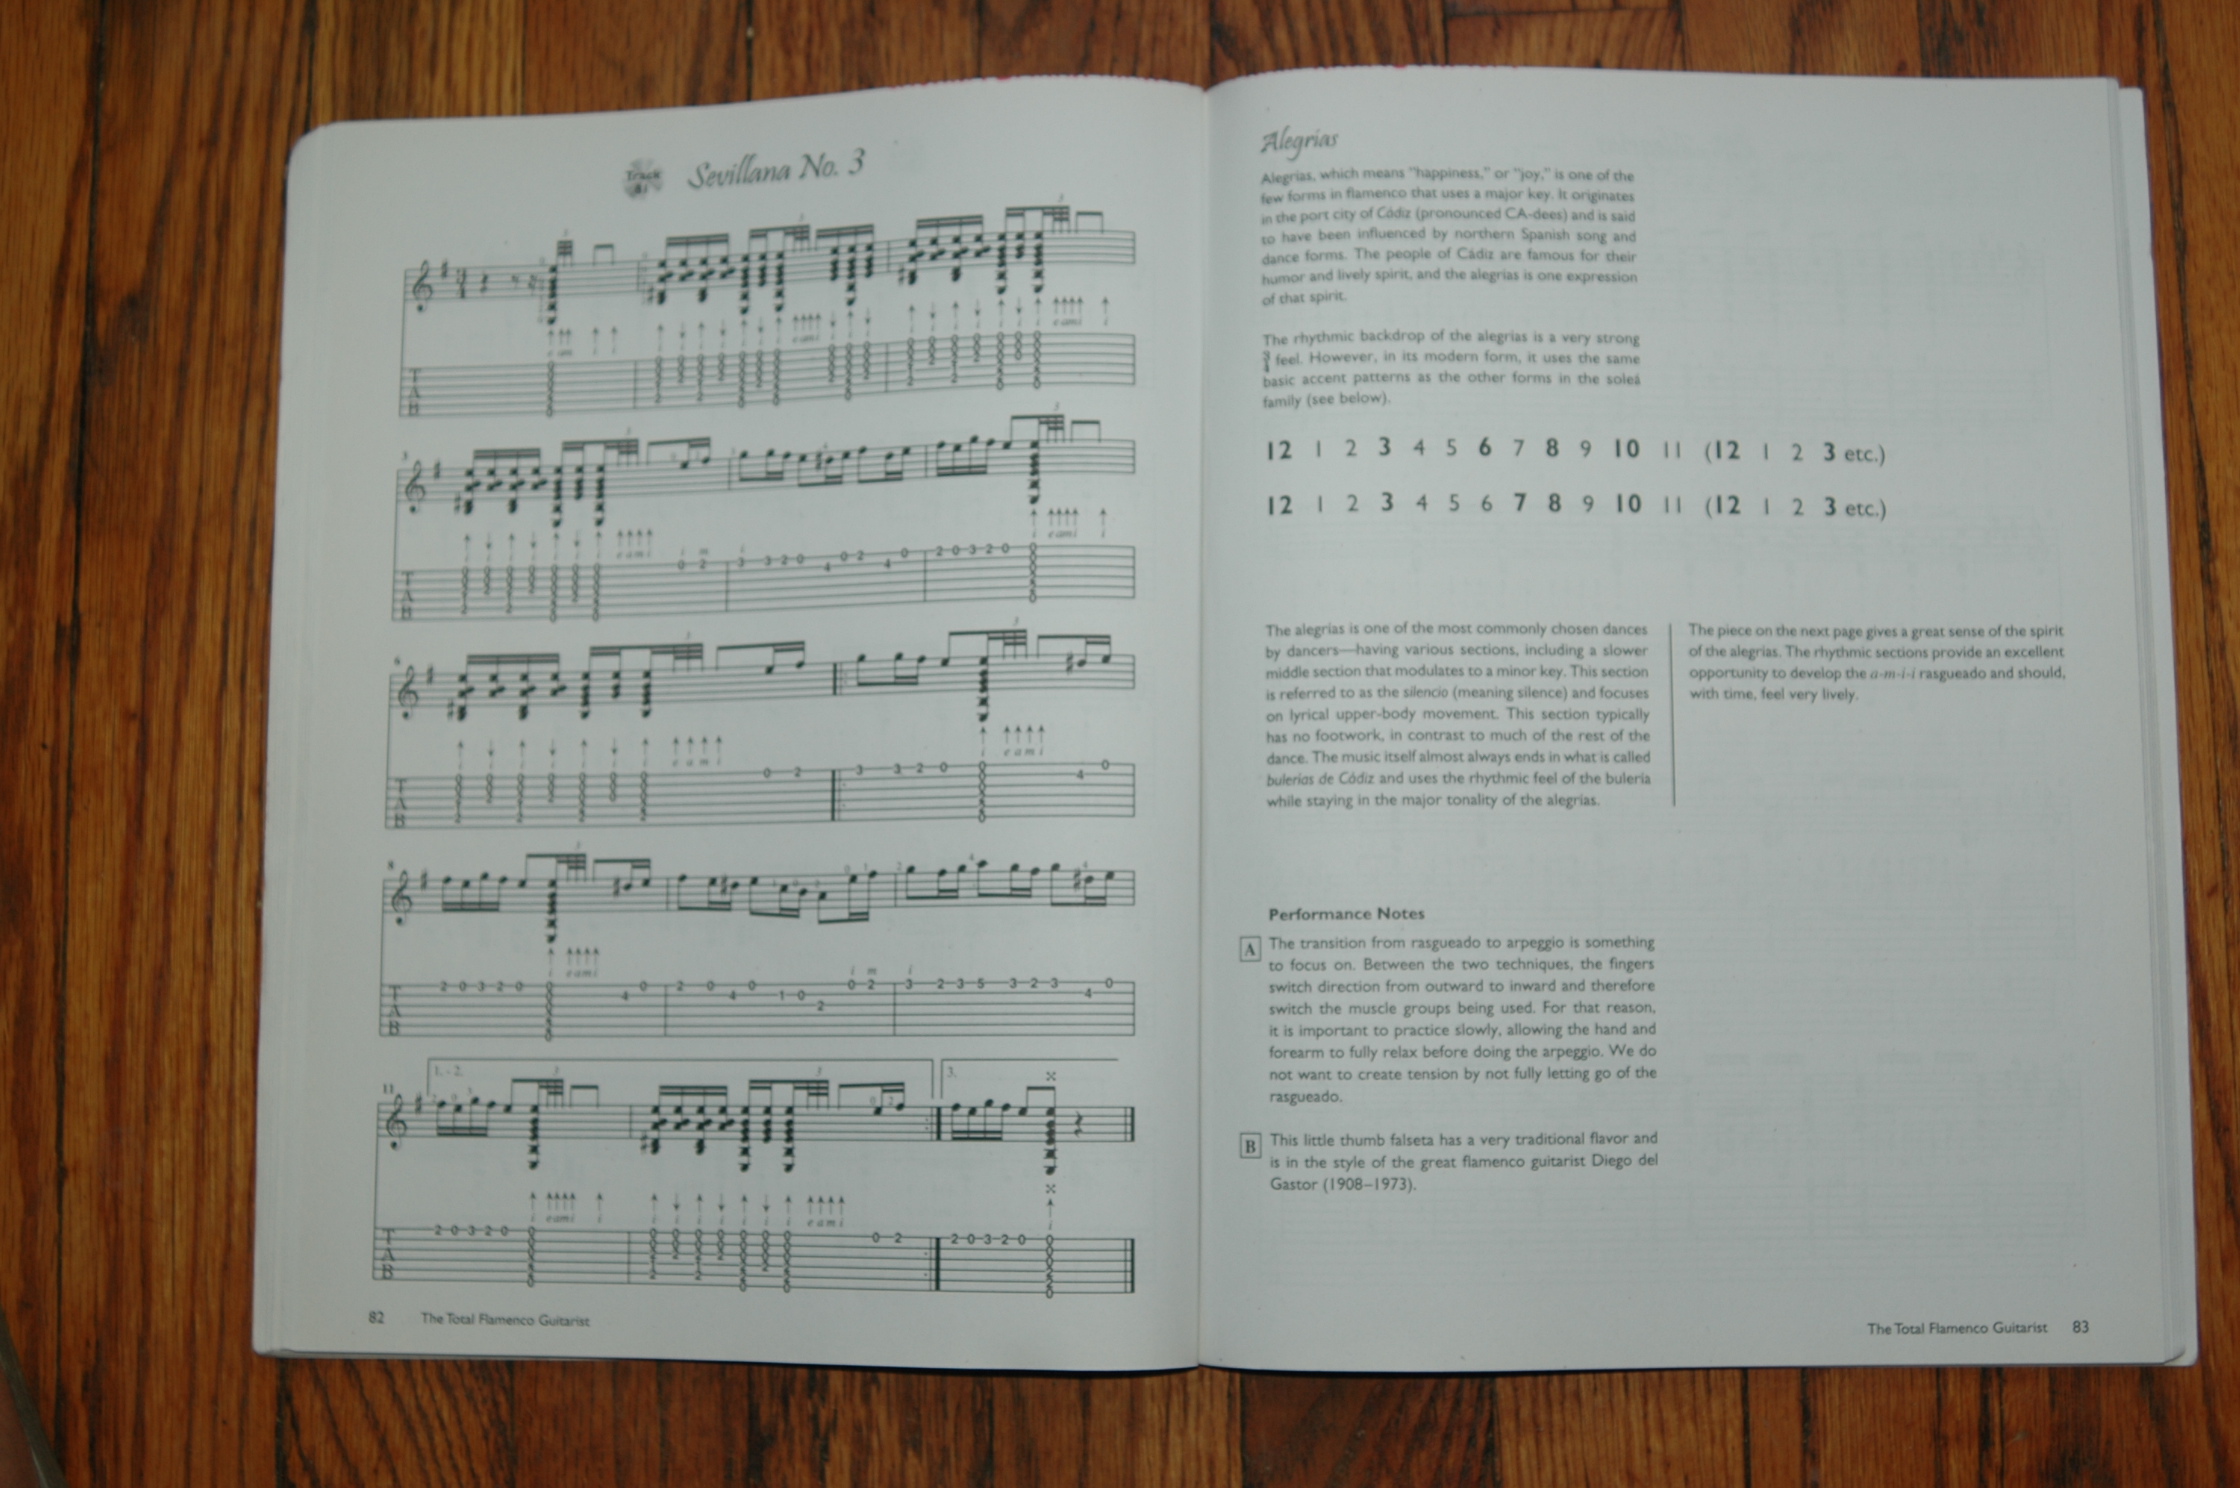 Track
81
Sevillana No. 3
3
6
8
11
1.-2.
3.
T
A
B
82 The Total Flamenco Guitarist
Alegrías
Alegrías, which means "happiness," or "joy," is one of the
few forms in flamenco that uses a major key. It originates
in the port city of Cádiz (pronounced CA-dees) and is said
to have been influenced by northern Spanish song and
dance forms. The people of Cádiz are famous for their
humor and lively spirit, and the alegrías is one expression
of that spirit.
The rhythmic backdrop of the alegrías is a very strong
3/4 feel. However, in its modern form, it uses the same
basic accent patterns as the other forms in the soleá
family (see below).
12 1 2 3 4 5 6 7 8 9 10 11 (12 1 2 3 etc.)
12 1 2 3 4 5 6 7 8 9 10 11 (12 1 2 3 etc.)
The alegrías is one of the most commonly chosen dances
by dancers—having various sections, including a slower
middle section that modulates to a minor key. This section
is referred to as the silencio (meaning silence) and focuses
on lyrical upper-body movement. This section typically
has no footwork, in contrast to much of the rest of the
dance. The music itself almost always ends in what is called
bulerías de Cádiz and uses the rhythmic feel of the bulería
while staying in the major tonality of the alegrías.
The piece on the next page gives a great sense of the spirit
of the alegrías. The rhythmic sections provide an excellent
opportunity to develop the a-m-i-i rasgueado and should,
with time, feel very lively.
Performance Notes
A The transition from rasgueado to arpeggio is something
to focus on. Between the two techniques, the fingers
switch direction from outward to inward and therefore
switch the muscle groups being used. For that reason,
it is important to practice slowly, allowing the hand and
forearm to fully relax before doing the arpeggio. We do
not want to create tension by not fully letting go of the
rasgueado.
B This little thumb falseta has a very traditional flavor and
is in the style of the great flamenco guitarist Diego del
Gastor (1908–1973).
The Total Flamenco Guitarist 83